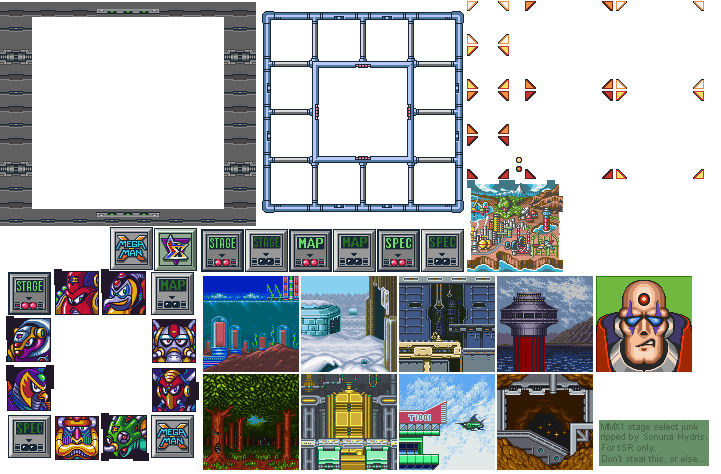 MEGA MAN X
STAGE
STAGE
MAP
MAP
SPEC
SPEC
STAGE
MAP
SPEC
MEGA MAN X
MMX1 stage select junk
ripped by Sonuna Hydris.
For tSR only.
Don't steal this, or else...